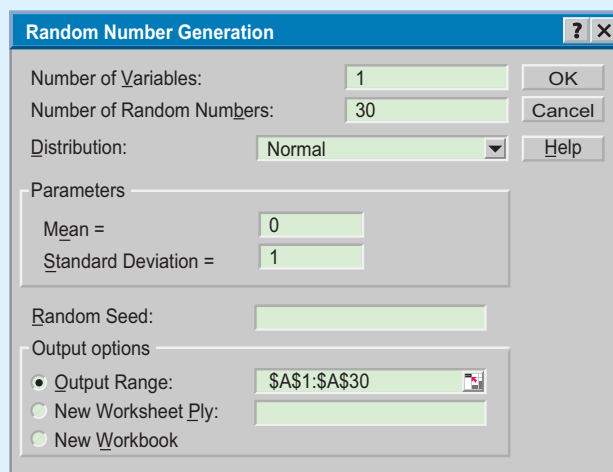 Random Number Generation ? ×
Number of Variables: 1 OK
Number of Random Numbers: 30 Cancel
Distribution: Normal Help
Parameters
Mean = 0
Standard Deviation = 1
Random Seed:
Output options
Output Range: $A$1:$A$30
New Worksheet Ply:
New Workbook